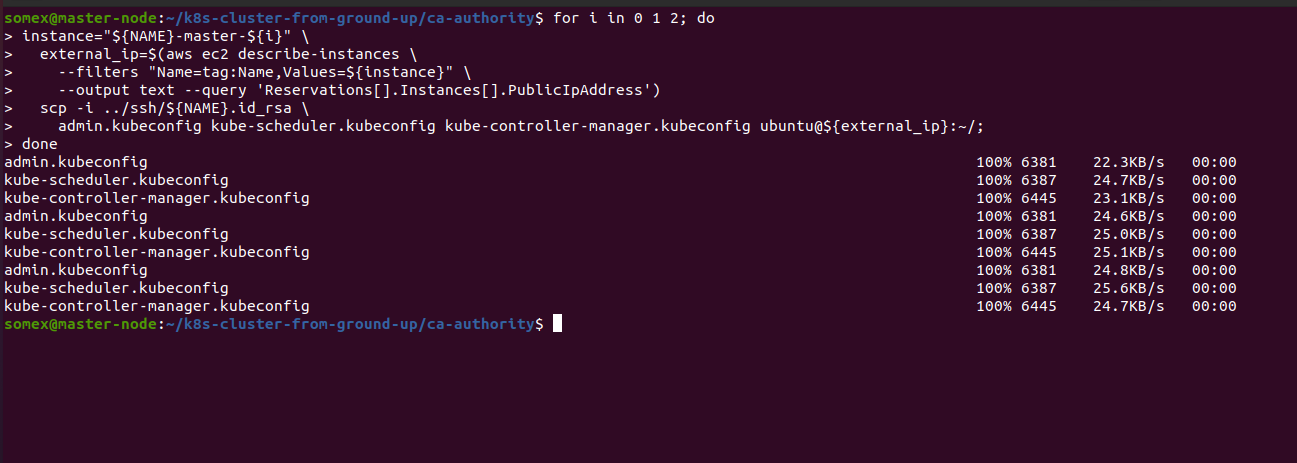 somex@master-node:~/k8s-cluster-from-ground-up/ca-authority$ for i in 0 1 2; do
> instance="${NAME}-master-${i}" \
>   external_ip=$(aws ec2 describe-instances \
>     --filters "Name=tag:Name,Values=${instance}" \
>     --output text --query 'Reservations[].Instances[].PublicIpAddress')
>   scp -i ../ssh/${NAME}.id_rsa \
>     admin.kubeconfig kube-scheduler.kubeconfig kube-controller-manager.kubeconfig ubuntu@${external_ip}:~/;
> done
admin.kubeconfig 100% 6381 22.3KB/s 00:00
kube-scheduler.kubeconfig 100% 6387 24.7KB/s 00:00
kube-controller-manager.kubeconfig 100% 6445 23.1KB/s 00:00
admin.kubeconfig 100% 6381 24.6KB/s 00:00
kube-scheduler.kubeconfig 100% 6387 25.0KB/s 00:00
kube-controller-manager.kubeconfig 100% 6445 25.1KB/s 00:00
admin.kubeconfig 100% 6381 24.8KB/s 00:00
kube-scheduler.kubeconfig 100% 6387 25.6KB/s 00:00
kube-controller-manager.kubeconfig 100% 6445 24.7KB/s 00:00
somex@master-node:~/k8s-cluster-from-ground-up/ca-authority$